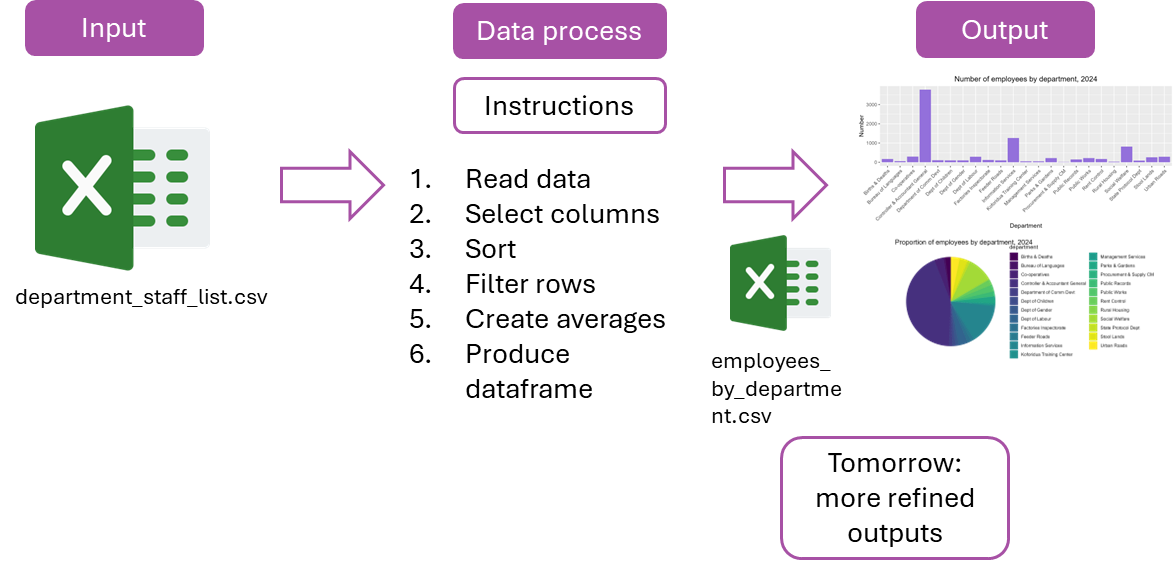 Input
Data process
Output
Instructions
department_staff_list.csv
1. Read data
2. Select columns
3. Sort
4. Filter rows
5. Create averages
6. Produce
dataframe
employees_
by_departme
nt.csv
Number of employees by department, 2024
Number
3000
2000
1000
0
Births & Deaths
Bureau of Languages
Co-operatives
Controller & Accountant General
Department of Comm Devt
Dept of Children
Dept of Gender
Dept of Labour
Factories Inspectorate
Feeder Roads
Information Services
Koforidua Training Center
Management Services
Parks & Gardens
Procurement & Supply CM
Public Records
Public Works
Rent Control
Rural Housing
Social Welfare
State Protocol Dept
Stool Lands
Urban Roads
Department
Proportion of employees by department, 2024
department
Births & Deaths
Bureau of Languages
Co-operatives
Controller & Accountant General
Department of Comm Devt
Dept of Children
Dept of Gender
Dept of Labour
Factories Inspectorate
Feeder Roads
Information Services
Koforidua Training Center
Management Services
Parks & Gardens
Procurement & Supply CM
Public Records
Public Works
Rent Control
Rural Housing
Social Welfare
State Protocol Dept
Stool Lands
Urban Roads
Tomorrow:
more refined
outputs